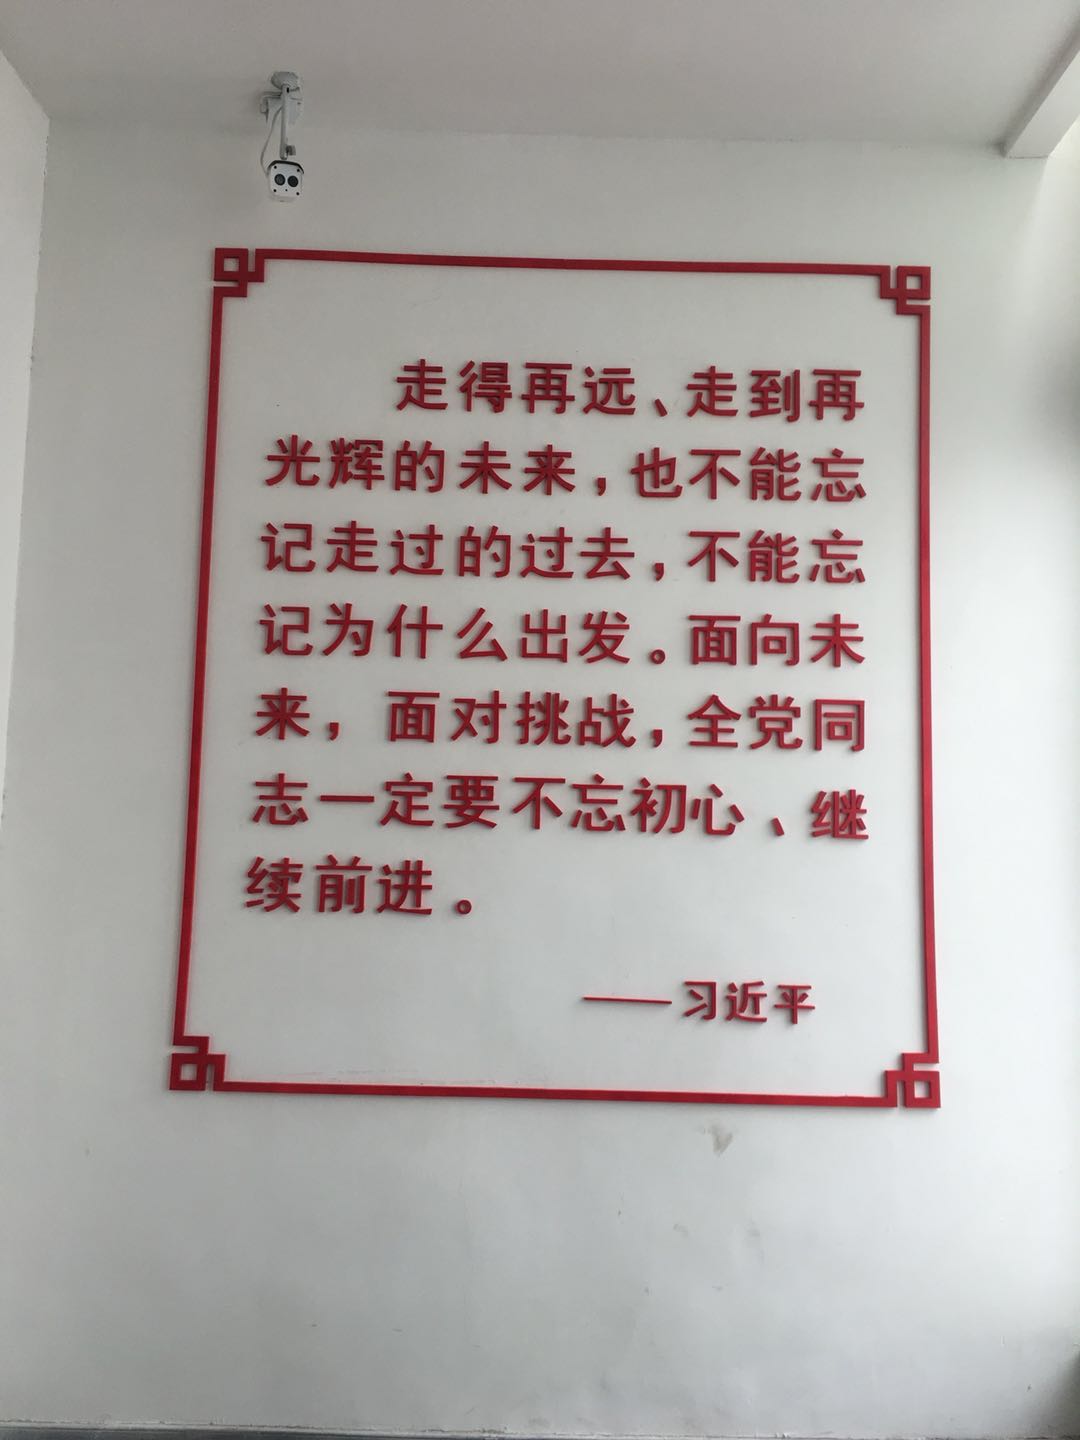 走得再远、走到再
光辉的未来，也不能忘
记走过的过去，不能忘
记为什么出发。面向未
来，面对挑战，全党同
志一定要不忘初心、继
续前进。
——习近平